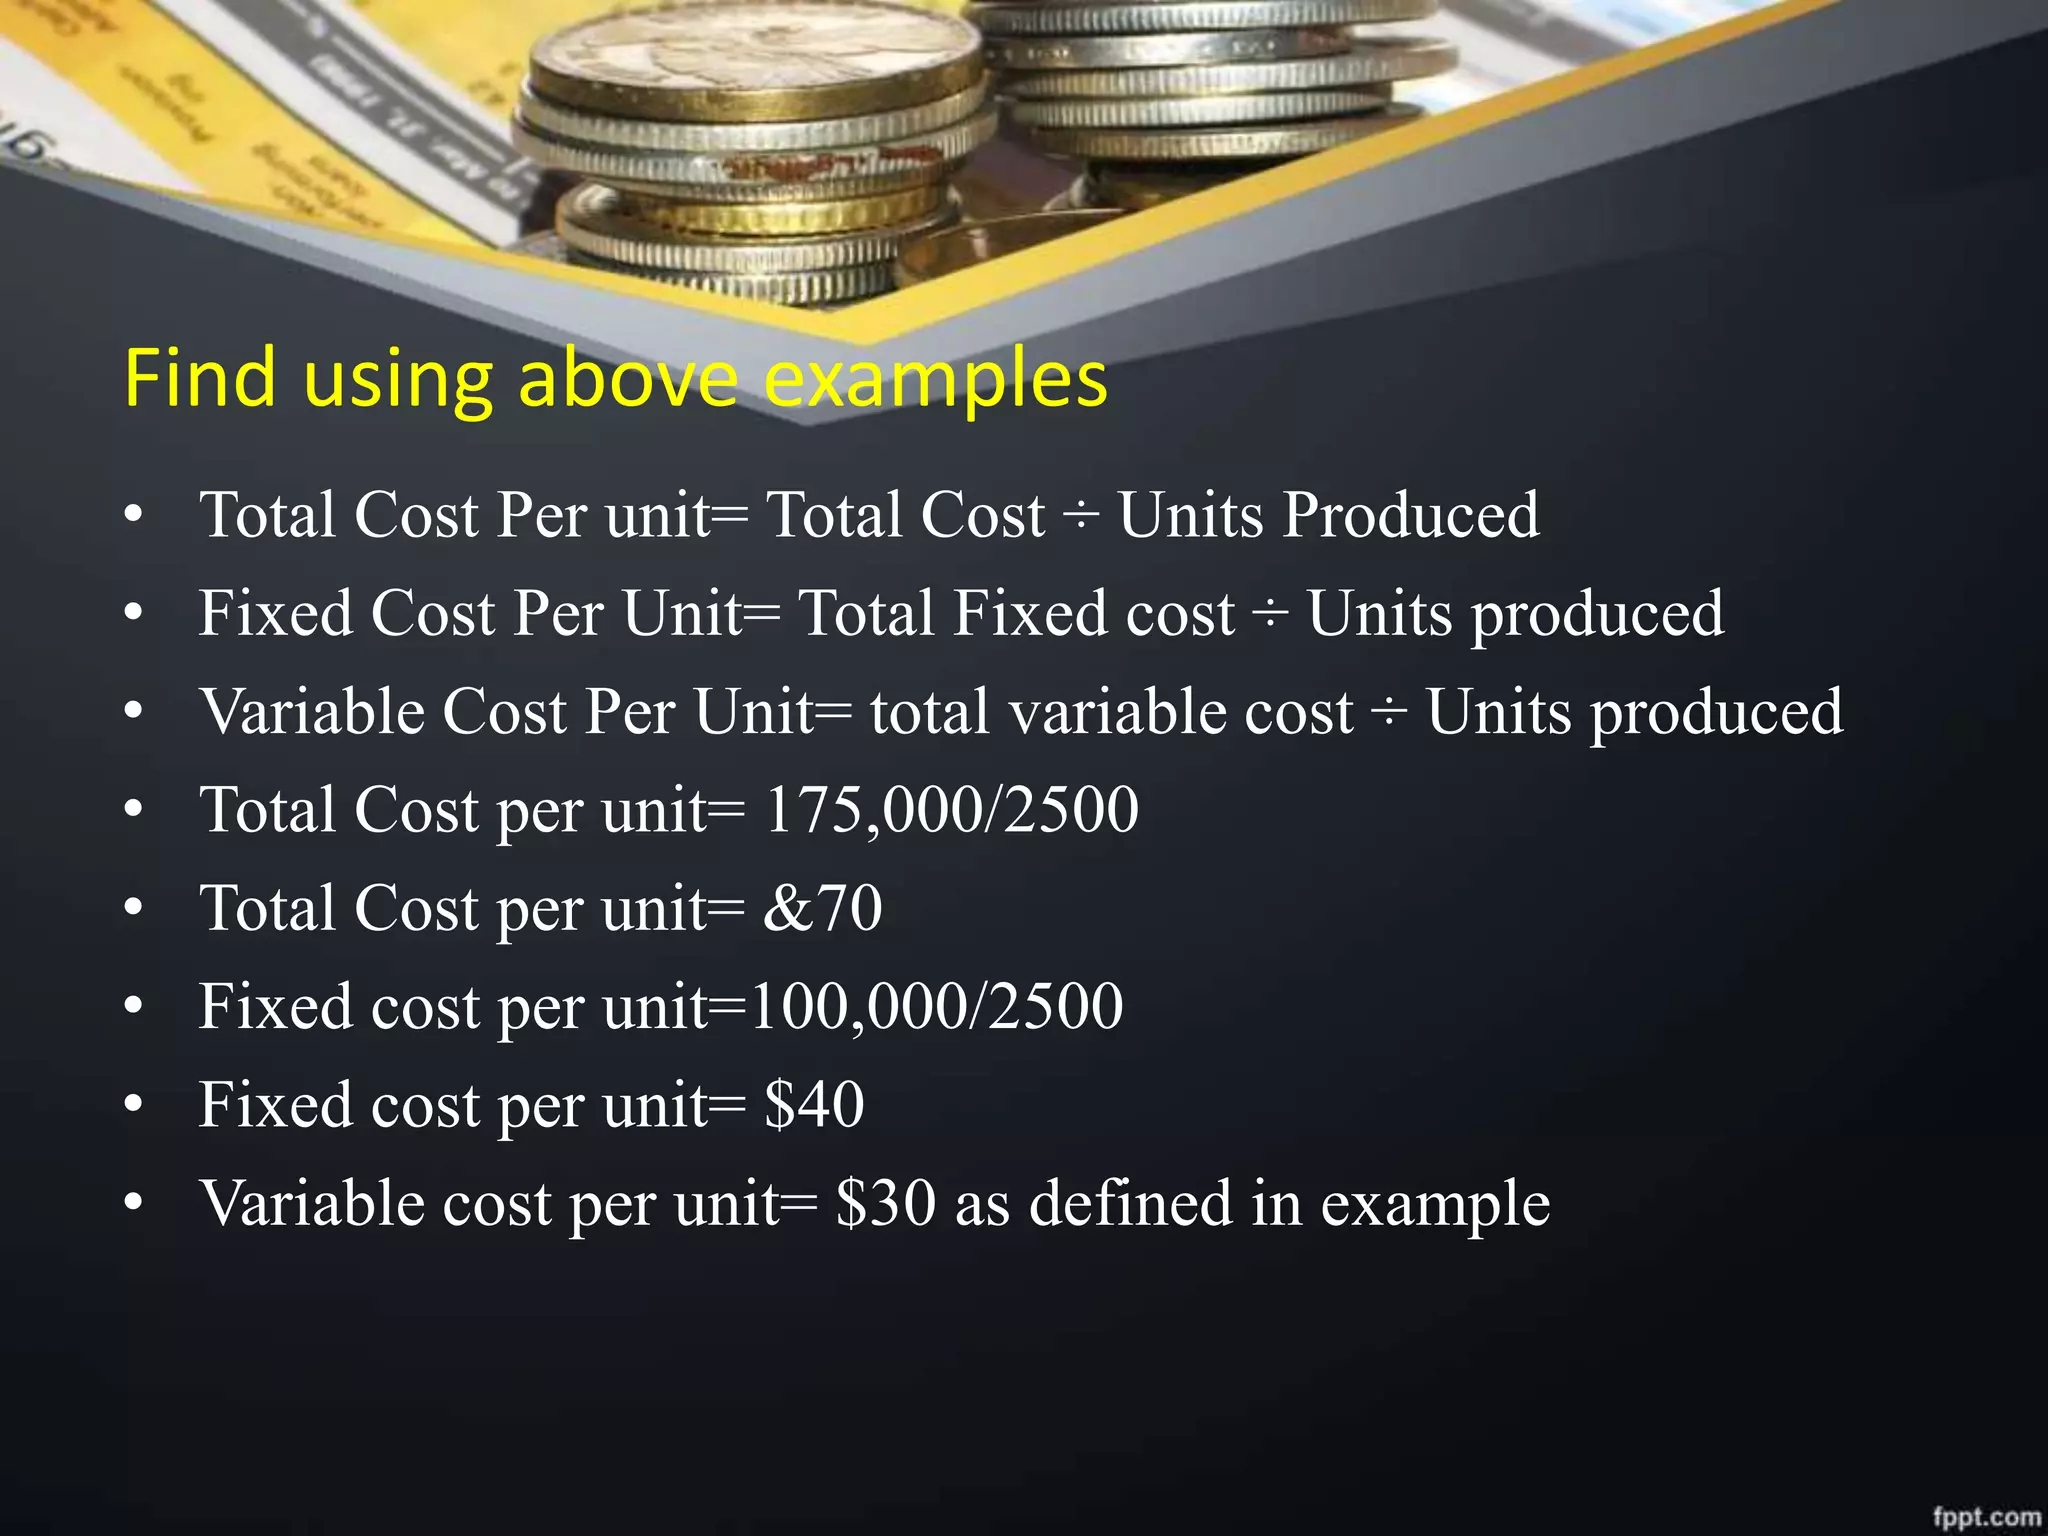 Find using above examples
• Total Cost Per unit= Total Cost ÷ Units Produced
• Fixed Cost Per Unit= Total Fixed cost ÷ Units produced
• Variable Cost Per Unit= total variable cost ÷ Units produced
• Total Cost per unit= 175,000/2500
• Total Cost per unit= &70
• Fixed cost per unit=100,000/2500
• Fixed cost per unit= $40
• Variable cost per unit= $30 as defined in example
fppt.com